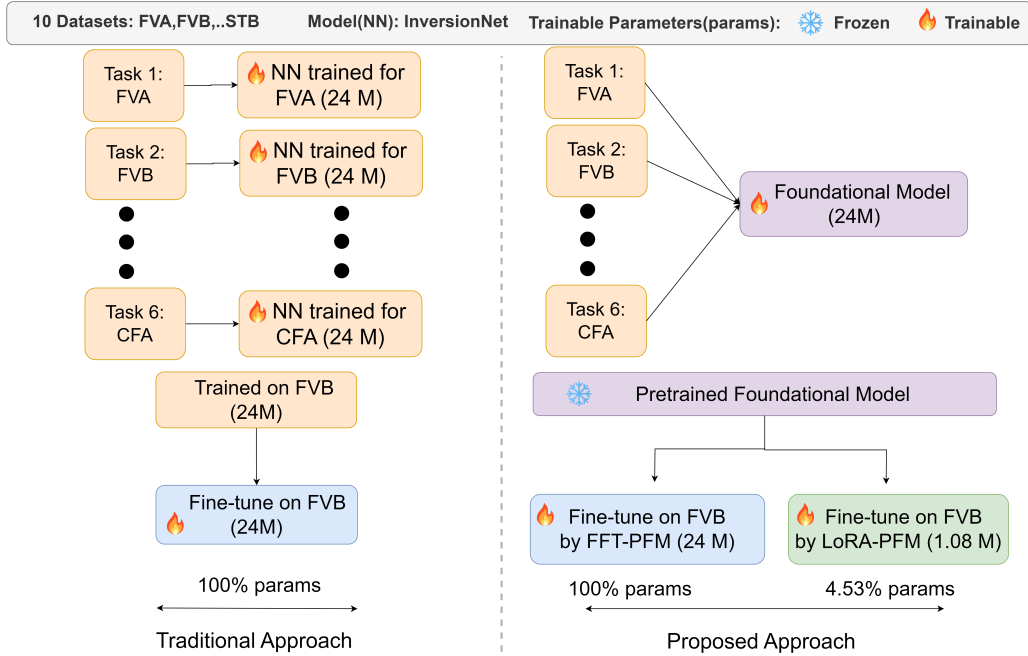 10 Datasets: FVA,FVB,..STB
Model(NN): InversionNet
Trainable Parameters(params):
Frozen
Trainable
Task 1:
FVA
NN trained for
FVA (24 M)
Task 2:
FVB
NN trained for
FVB (24 M)
Task 6:
CFA
NN trained for
CFA (24 M)
Trained on FVB
(24M)
Fine-tune on FVB
(24M)
100% params
Traditional Approach
Task 1:
FVA
Task 2:
FVB
Task 6:
CFA
Foundational Model
(24M)
Pretrained Foundational Model
Fine-tune on FVB
by FFT-PFM (24 M)
Fine-tune on FVB
by LoRA-PFM (1.08 M)
100% params
4.53% params
Proposed Approach